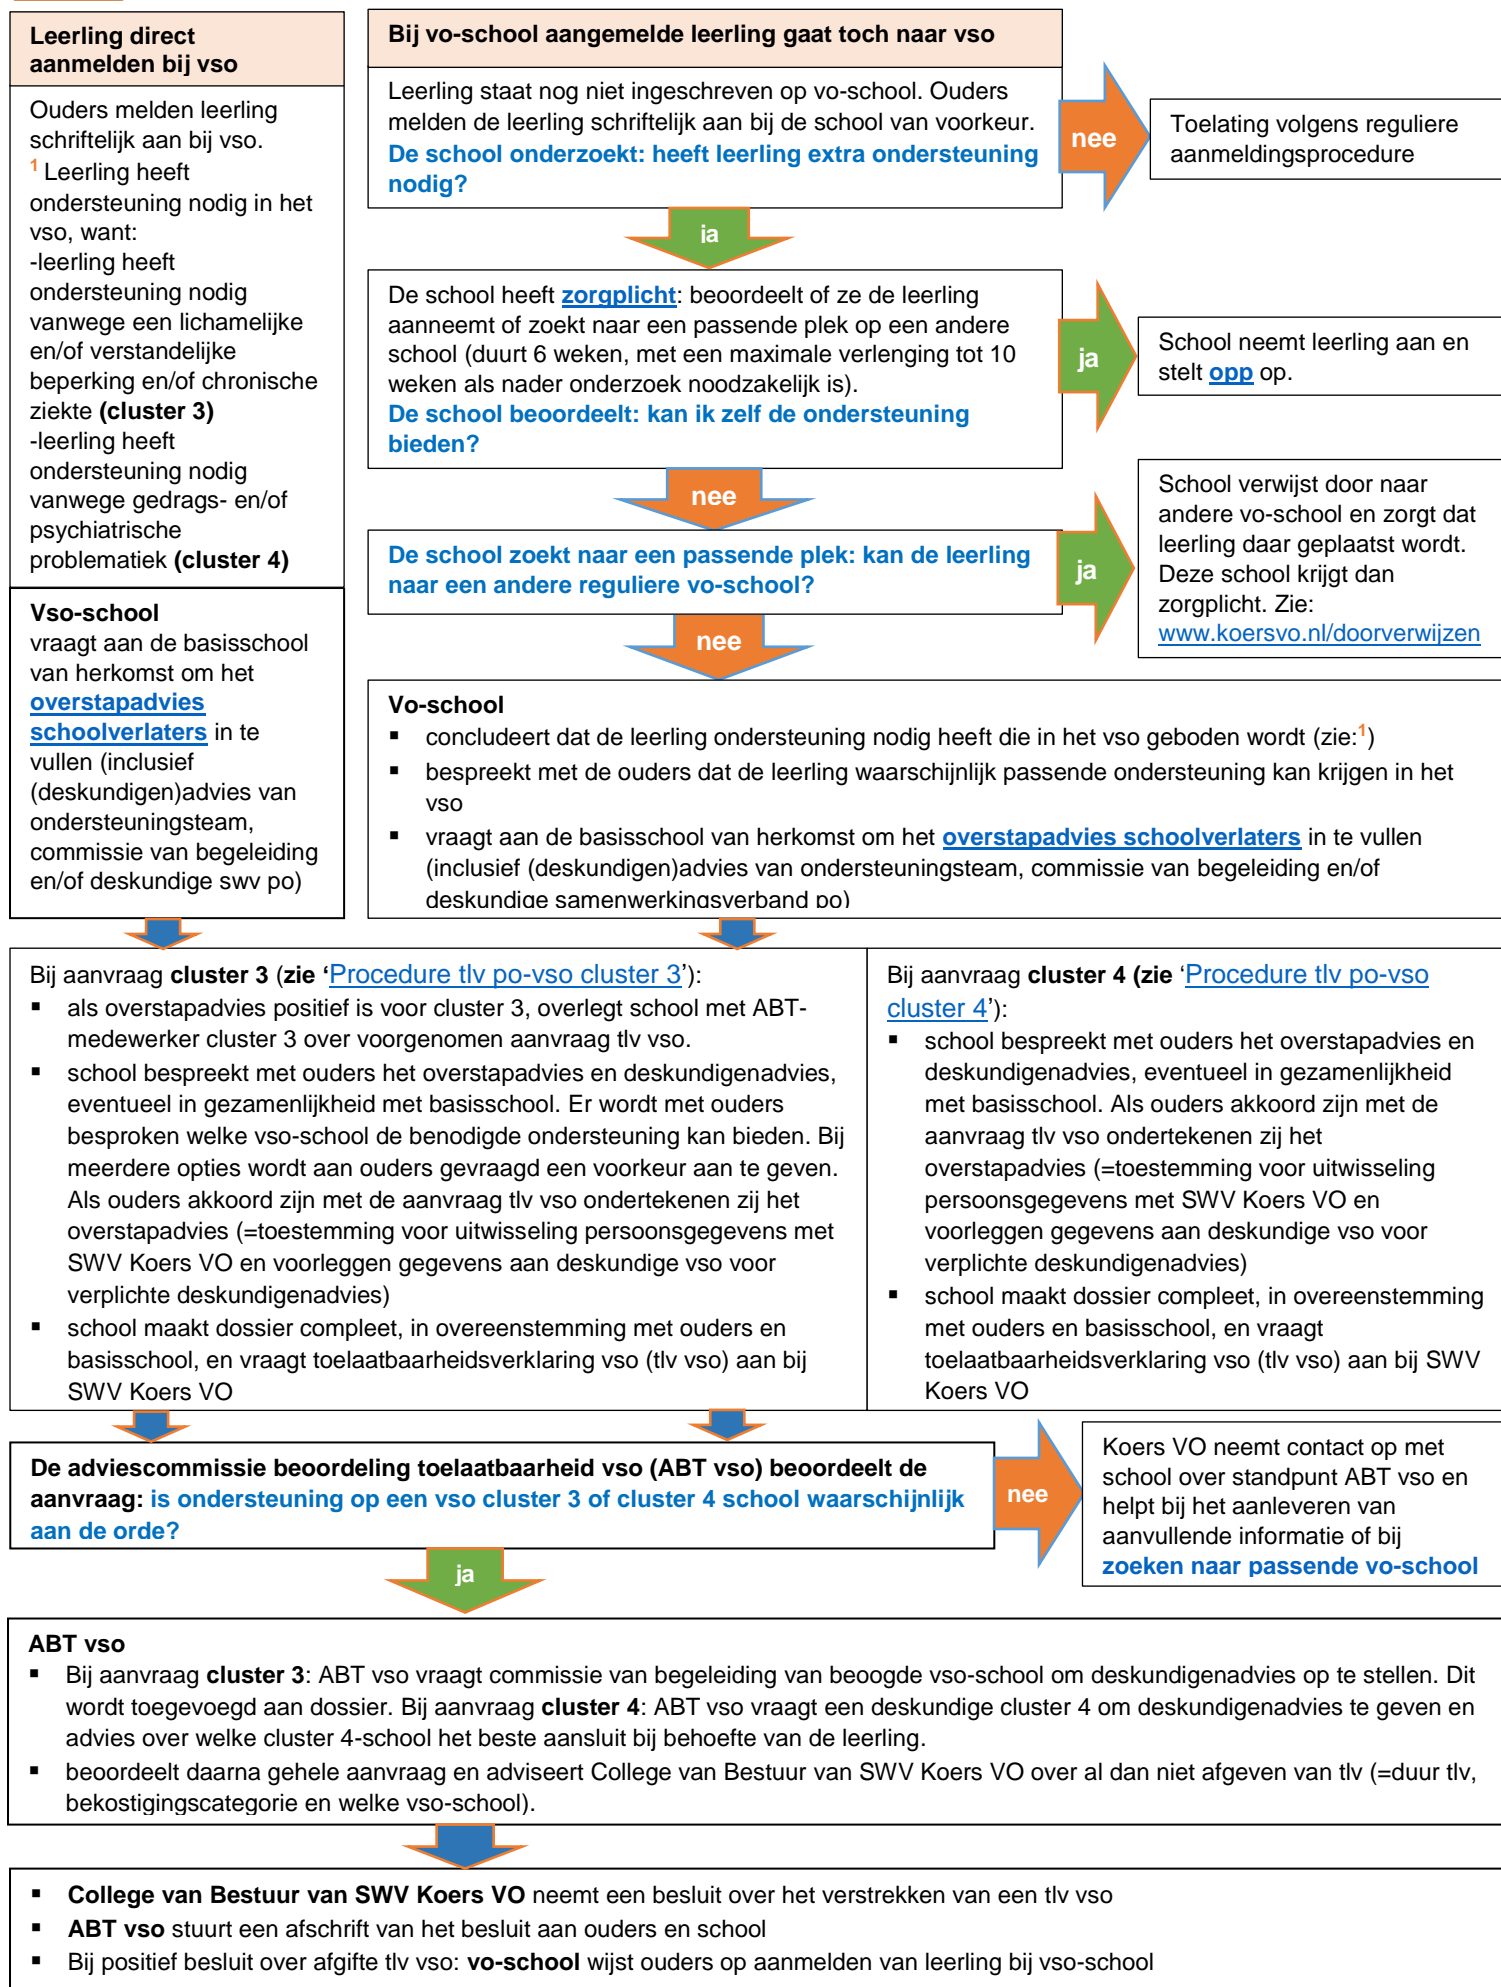 Leerling direct
aanmelden bij vso
Ouders melden leerling
schriftelijk aan bij vso.
1 Leerling heeft
ondersteuning nodig in het
vso, want:
-leerling heeft
ondersteuning nodig
vanwege een lichamelijke
en/of verstandelijke
beperking en/of chronische
ziekte (cluster 3)
-leerling heeft
ondersteuning nodig
vanwege gedrags- en/of
psychiatrische
problematiek (cluster 4)
Vso-school
vraagt aan de basisschool
van herkomst om het
overstapadvies
schoolverlaters in te
vullen (inclusief
(deskundigen)advies van
ondersteuningsteam,
commissie van begeleiding
en/of deskundige swv po)
Bij vo-school aangemelde leerling gaat toch naar vso
Leerling staat nog niet ingeschreven op vo-school. Ouders
melden de leerling schriftelijk aan bij de school van voorkeur.
De school onderzoekt: heeft leerling extra ondersteuning
nodig?
nee
Toelating volgens reguliere
aanmeldingsprocedure
ja
De school heeft zorgplicht: beoordeelt of ze de leerling
aanneemt of zoekt naar een passende plek op een andere
school (duurt 6 weken, met een maximale verlenging tot 10
weken als nader onderzoek noodzakelijk is).
De school beoordeelt: kan ik zelf de ondersteuning
bieden?
ja
School neemt leerling aan en
stelt opp op.
nee
De school zoekt naar een passende plek: kan de leerling
naar een andere reguliere vo-school?
ja
School verwijst door naar
andere vo-school en zorgt dat
leerling daar geplaatst wordt.
Deze school krijgt dan
zorgplicht. Zie:
www.koersvo.nl/doorverwijzen
nee
Vo-school
▪ concludeert dat de leerling ondersteuning nodig heeft die in het vso geboden wordt (zie:1)
▪ bespreekt met de ouders dat de leerling waarschijnlijk passende ondersteuning kan krijgen in het
vso
▪ vraagt aan de basisschool van herkomst om het overstapadvies schoolverlaters in te vullen
(inclusief (deskundigen)advies van ondersteuningsteam, commissie van begeleiding en/of
deskundige samenwerkingsverband po)
Bij aanvraag cluster 3 (zie ‘Procedure tlv po-vso cluster 3’):
▪ als overstapadvies positief is voor cluster 3, overlegt school met ABT-
medewerker cluster 3 over voorgenomen aanvraag tlv vso.
▪ school bespreekt met ouders het overstapadvies en deskundigenadvies,
eventueel in gezamenlijkheid met basisschool. Er wordt met ouders
besproken welke vso-school de benodigde ondersteuning kan bieden. Bij
meerdere opties wordt aan ouders gevraagd een voorkeur aan te geven.
Als ouders akkoord zijn met de aanvraag tlv vso ondertekenen zij het
overstapadvies (=toestemming voor uitwisseling persoonsgegevens met
SWV Koers VO en voorleggen gegevens aan deskundige vso voor
verplichte deskundigenadvies)
▪ school maakt dossier compleet, in overeenstemming met ouders en
basisschool, en vraagt toelaatbaarheidsverklaring vso (tlv vso) aan bij
SWV Koers VO
Bij aanvraag cluster 4 (zie ‘Procedure tlv po-vso
cluster 4’):
▪ school bespreekt met ouders het overstapadvies en
deskundigenadvies, eventueel in gezamenlijkheid
met basisschool. Als ouders akkoord zijn met de
aanvraag tlv vso ondertekenen zij het
overstapadvies (=toestemming voor uitwisseling
persoonsgegevens met SWV Koers VO en
voorleggen gegevens aan deskundige vso voor
verplichte deskundigenadvies)
▪ school maakt dossier compleet, in overeenstemming
met ouders en basisschool, en vraagt
toelaatbaarheidsverklaring vso (tlv vso) aan bij SWV
Koers VO
De adviescommissie beoordeling toelaatbaarheid vso (ABT vso) beoordeelt de
aanvraag: is ondersteuning op een vso cluster 3 of cluster 4 school waarschijnlijk
aan de orde?
nee
Koers VO neemt contact op met
school over standpunt ABT vso en
helpt bij het aanleveren van
aanvullende informatie of bij
zoeken naar passende vo-school
ja
ABT vso
▪ Bij aanvraag cluster 3: ABT vso vraagt commissie van begeleiding van beoogde vso-school om deskundigenadvies op te stellen. Dit
wordt toegevoegd aan dossier. Bij aanvraag cluster 4: ABT vso vraagt een deskundige cluster 4 om deskundigenadvies te geven en
advies over welke cluster 4-school het beste aansluit bij behoefte van de leerling.
▪ beoordeelt daarna gehele aanvraag en adviseert College van Bestuur van SWV Koers VO over al dan niet afgeven van tlv (=duur tlv,
bekostigingscategorie en welke vso-school).
▪ College van Bestuur van SWV Koers VO neemt een besluit over het verstrekken van een tlv vso
▪ ABT vso stuurt een afschrift van het besluit aan ouders en school
▪ Bij positief besluit over afgifte tlv vso: vo-school wijst ouders op aanmelden van leerling bij vso-school